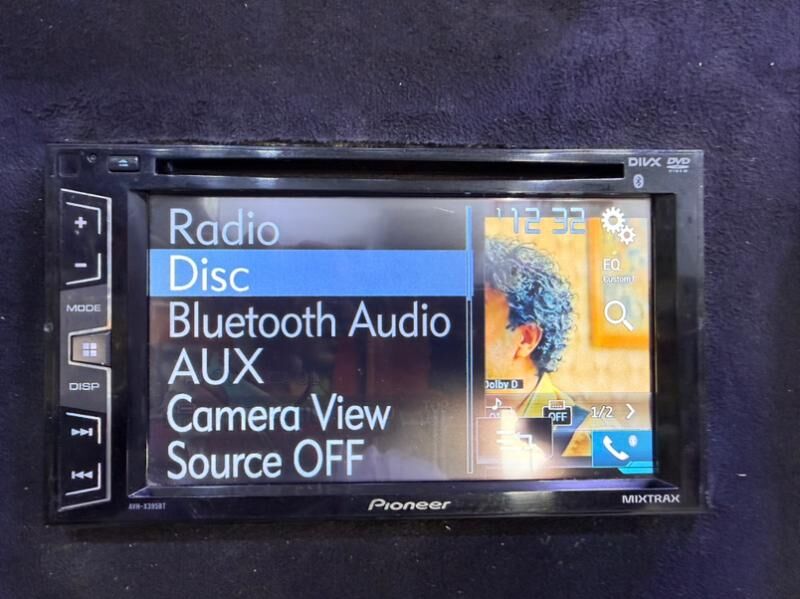 DIVX DVD
VIDEO
Radio
Disc
Bluetooth Audio
AUX
Camera View
Source OFF
12 32
EQ
Custom1
Dolby D
OFF
1/2
MODE
DISP
Pioneer
AVH-X395BT
MIXTRAX